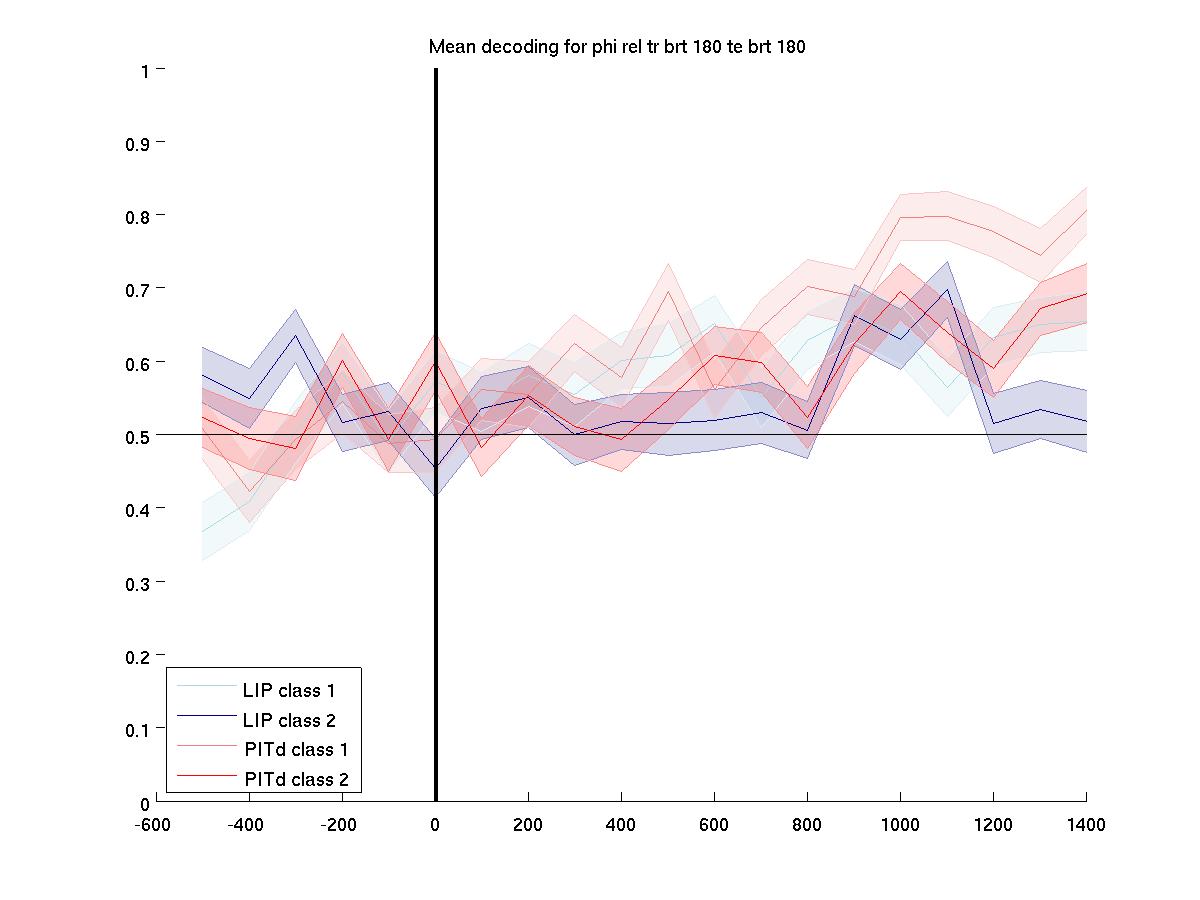 Mean decoding for phi rel tr brt 180 te brt 180
1
0.9
0.8
0.7
0.6
0.5
0.4
0.3
0.2
0.1
0
LIP class 1
LIP class 2
PITd class 1
PITd class 2
-600 -400 -200 0 200 400 600 800 1000 1200 1400